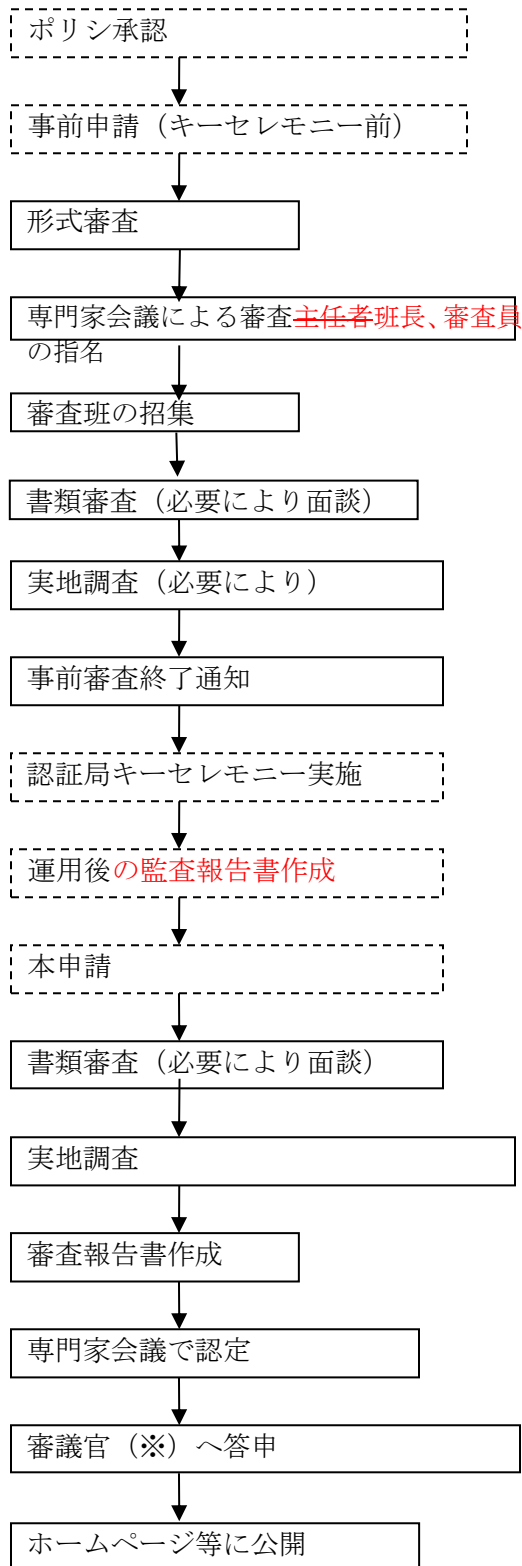 ポリシ承認
事前申請（キーセレモニー前）
形式審査
専門家会議による審査主任者班長、審査員
の指名
審査班の招集
書類審査（必要により面談）
実地調査（必要により）
事前審査終了通知
認証局キーセレモニー実施
運用後の監査報告書作成
本申請
書類審査（必要により面談）
実地調査
審査報告書作成
専門家会議で認定
審議官（※）へ答申
ホームページ等に公開